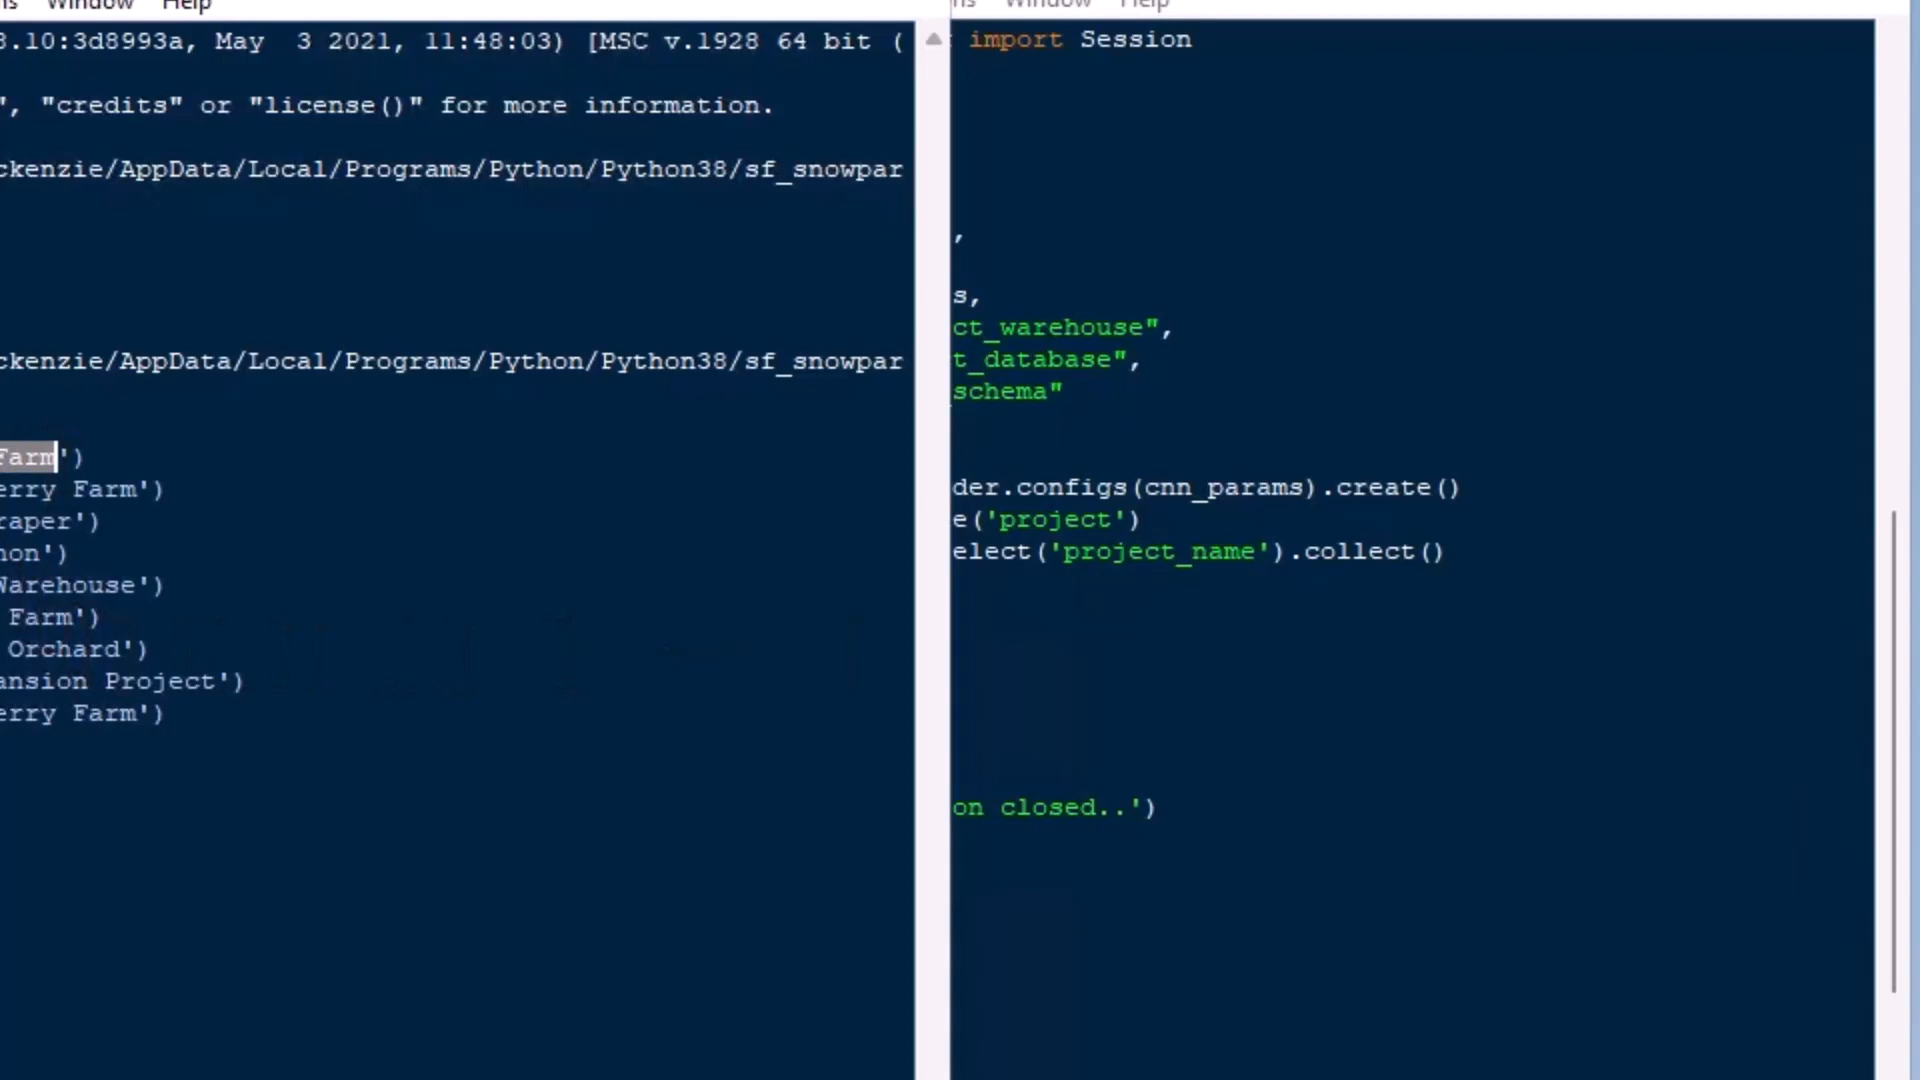 ns Window Help
3.10:3d8993a, May  3 2021, 11:48:03) [MSC v.1928 64 bit (
", "credits" or "license()" for more information.
ckenzie/AppData/Local/Programs/Python/Python38/sf_snowpar
ckenzie/AppData/Local/Programs/Python/Python38/sf_snowpar
Farm')
erry Farm')
raper')
hon')
Warehouse')
Farm')
Orchard')
ansion Project')
erry Farm')
ns Window Help
import Session
,
s,
ct_warehouse",
t_database",
schema"
der.configs(cnn_params).create()
e('project')
elect('project_name').collect()
on closed..')